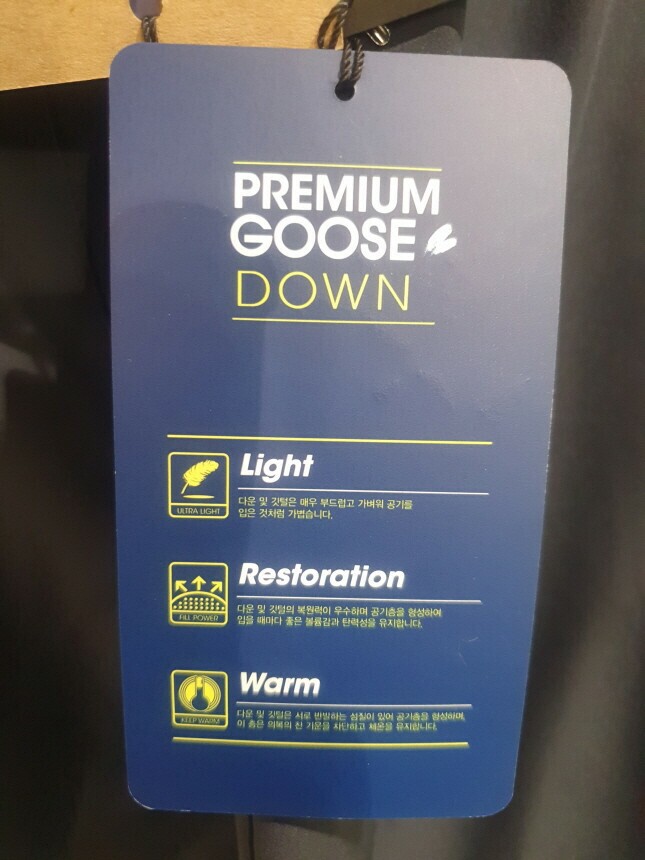 PREMIUM
GOOSE
DOWN
Light
ULTRA LIGHT
다운 및 깃털은 매우 부드럽고 가벼워 공기를
입은 것처럼 가볍습니다.
Restoration
FILL POWER
다운 및 깃털의 복원력이 우수하며 공기층을 형성하여
입을 때마다 좋은 볼륨감과 탄력성을 유지합니다.
Warm
KEEP WARM
다운 및 깃털은 서로 반발하는 성질이 있어 공기층을 형성하며,
이 층은 의복의 찬 기운을 차단하고 체온을 유지합니다.